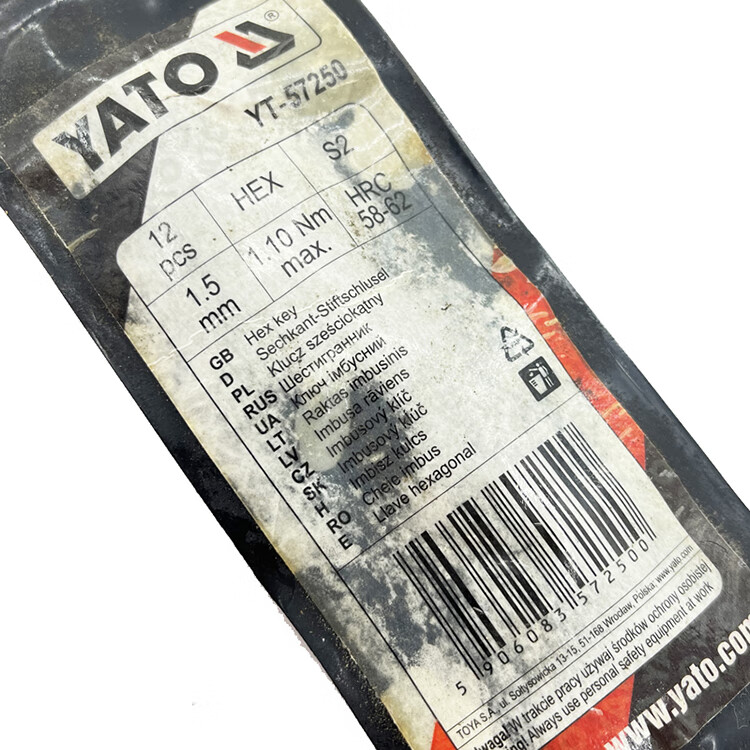 YATO ®
YT-57250
12 pcs HEX S2
1.5 mm 1.10 Nm max. HRC 58-62
GB Hex key
D Sechkant-Stiftschlusel
PL Klucz sześciokątny
RUS Шестигранник
UA Ключ імбусний
LT Raktas imbusinis
LV Imbusa rāviens
CZ Imbusový klíč
SK Imbusový kľúč
H Imbisz kulcs
RO Cheie imbus
E Llave hexagonal
5 906083 572500
TOYA S.A., ul. Sołtysowicka 13-15, 51-168 Wrocław, Polska, www.yato.com
Uwaga! W trakcie pracy używaj środków ochrony osobistej
Always use personal safety equipment at work
www.yato.com